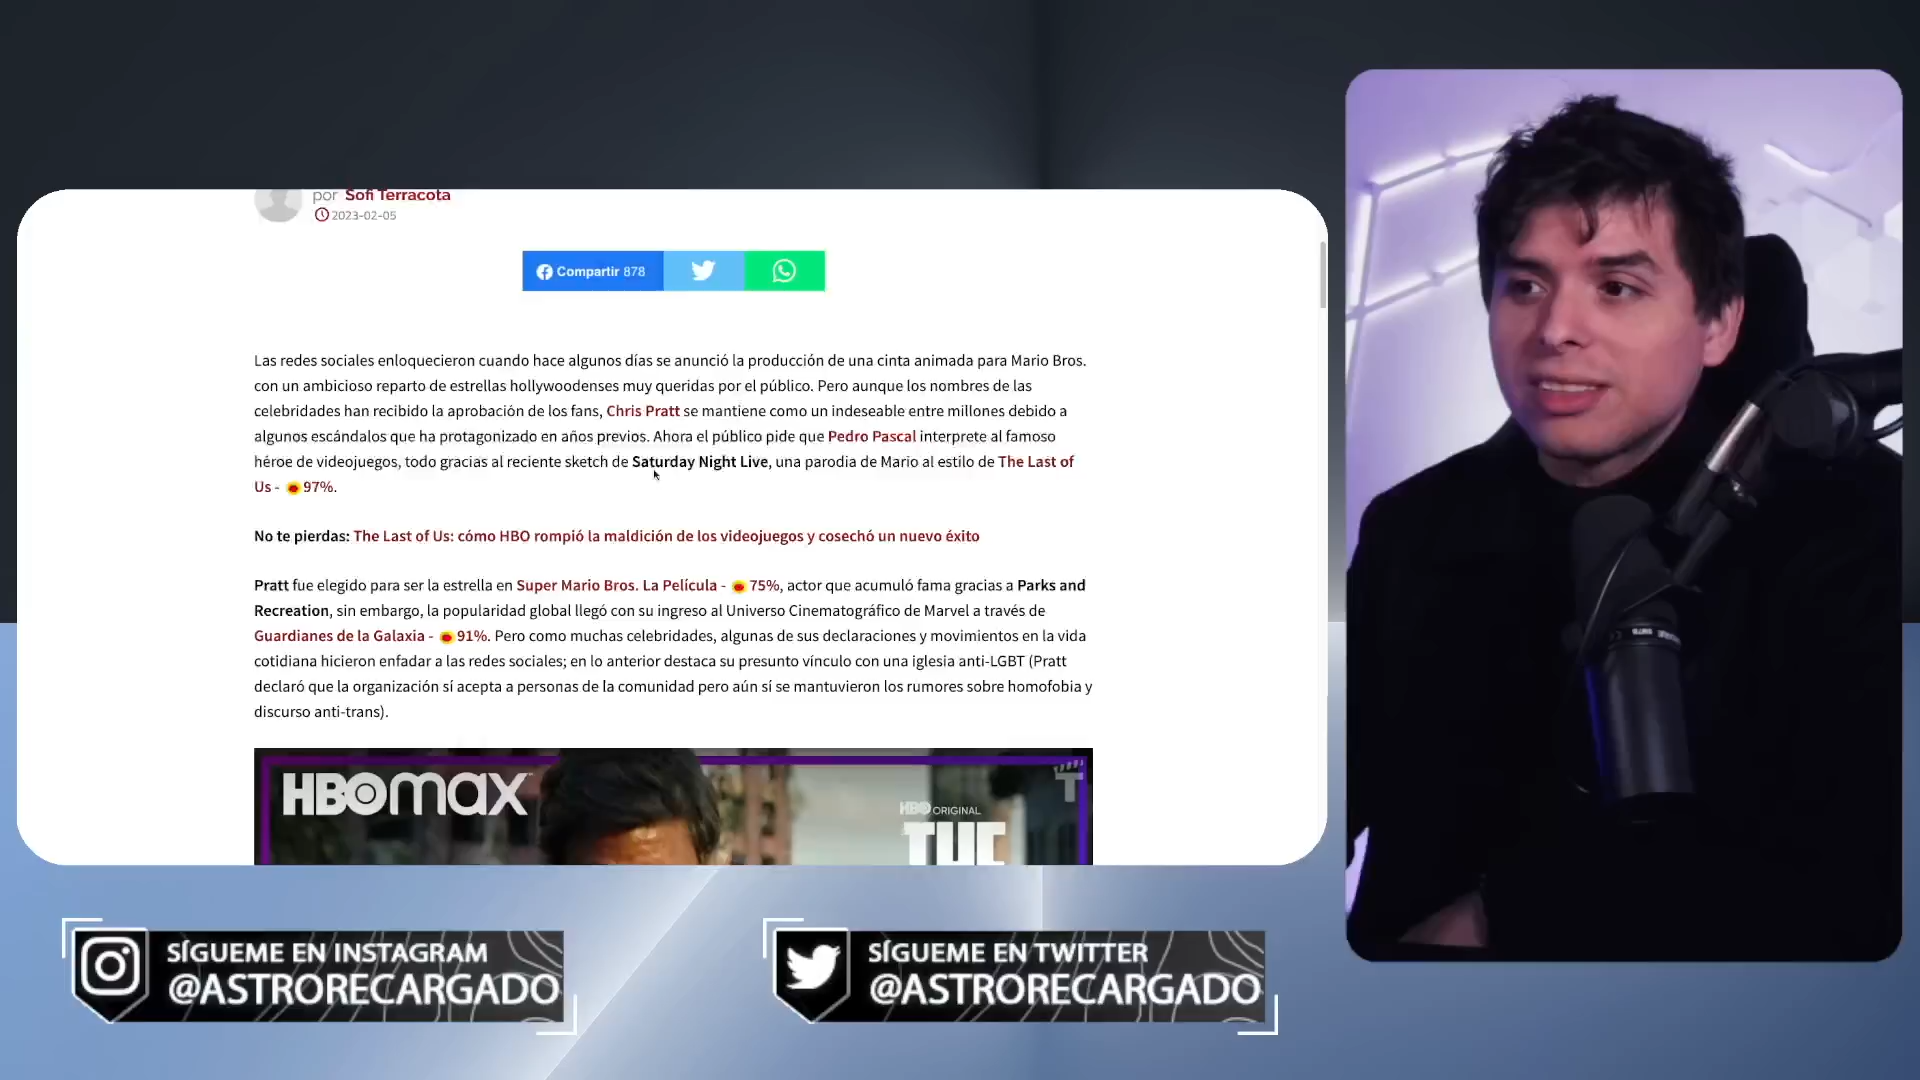 por Sofi Terracota
2023-02-05
Compartir 878
Las redes sociales enloquecieron cuando hace algunos días se anunció la producción de una cinta animada para Mario Bros.
con un ambicioso reparto de estrellas hollywoodenses muy queridas por el público. Pero aunque los nombres de las
celebridades han recibido la aprobación de los fans, Chris Pratt se mantiene como un indeseable entre millones debido a
algunos escándalos que ha protagonizado en años previos. Ahora el público pide que Pedro Pascal interprete al famoso
héroe de videojuegos, todo gracias al reciente sketch de Saturday Night Live, una parodia de Mario al estilo de The Last of
Us - 97%.
No te pierdas: The Last of Us: cómo HBO rompió la maldición de los videojuegos y cosechó un nuevo éxito
Pratt fue elegido para ser la estrella en Super Mario Bros. La Película - 75%, actor que acumuló fama gracias a Parks and
Recreation, sin embargo, la popularidad global llegó con su ingreso al Universo Cinematográfico de Marvel a través de
Guardianes de la Galaxia - 91%. Pero como muchas celebridades, algunas de sus declaraciones y movimientos en la vida
cotidiana hicieron enfadar a las redes sociales; en lo anterior destaca su presunto vínculo con una iglesia anti-LGBT (Pratt
declaró que la organización sí acepta a personas de la comunidad pero aún sí se mantuvieron los rumores sobre homofobia y
discurso anti-trans).
HBOMAX
HBO ORIGINAL
THE
SÍGUEME EN INSTAGRAM
@ASTRORECARGADO
SÍGUEME EN TWITTER
@ASTRORECARGADO